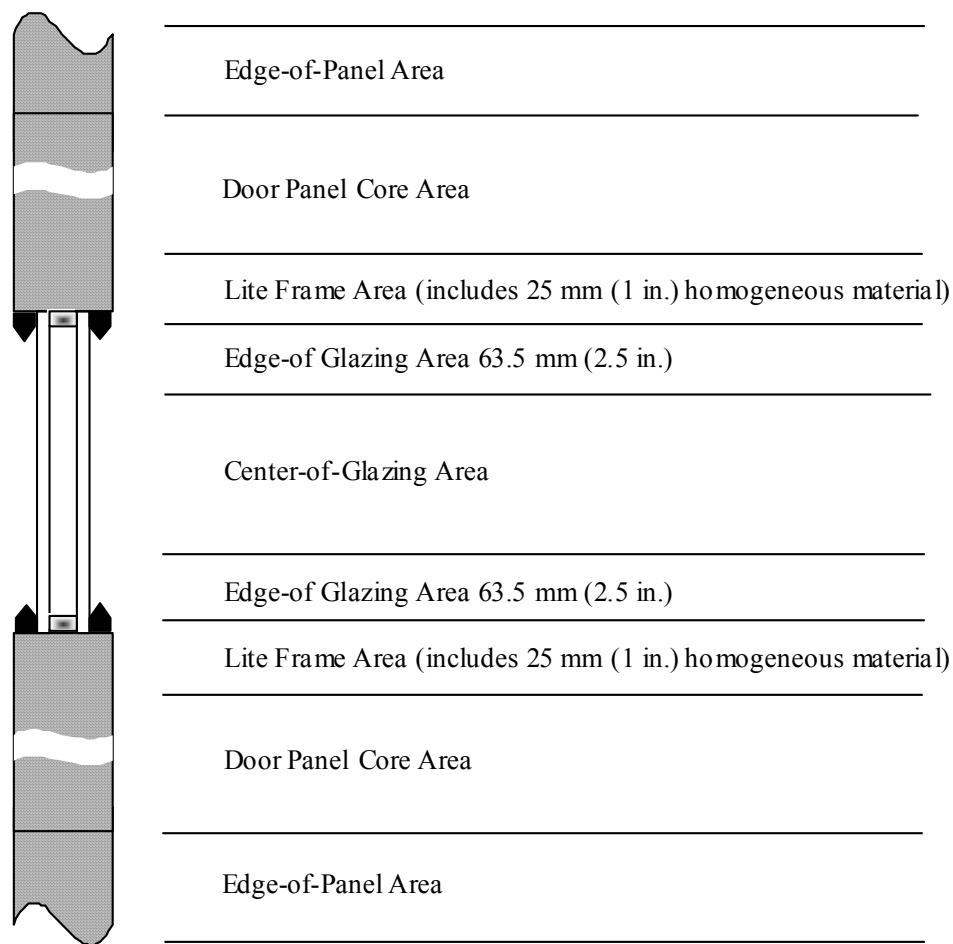 Edge-of-Panel Area
Door Panel Core Area
Lite Frame Area (includes 25 mm (1 in.) homogeneous material)
Edge-of Glazing Area 63.5 mm (2.5 in.)
Center-of-Glazing Area
Edge-of Glazing Area 63.5 mm (2.5 in.)
Lite Frame Area (includes 25 mm (1 in.) homogeneous material)
Door Panel Core Area
Edge-of-Panel Area